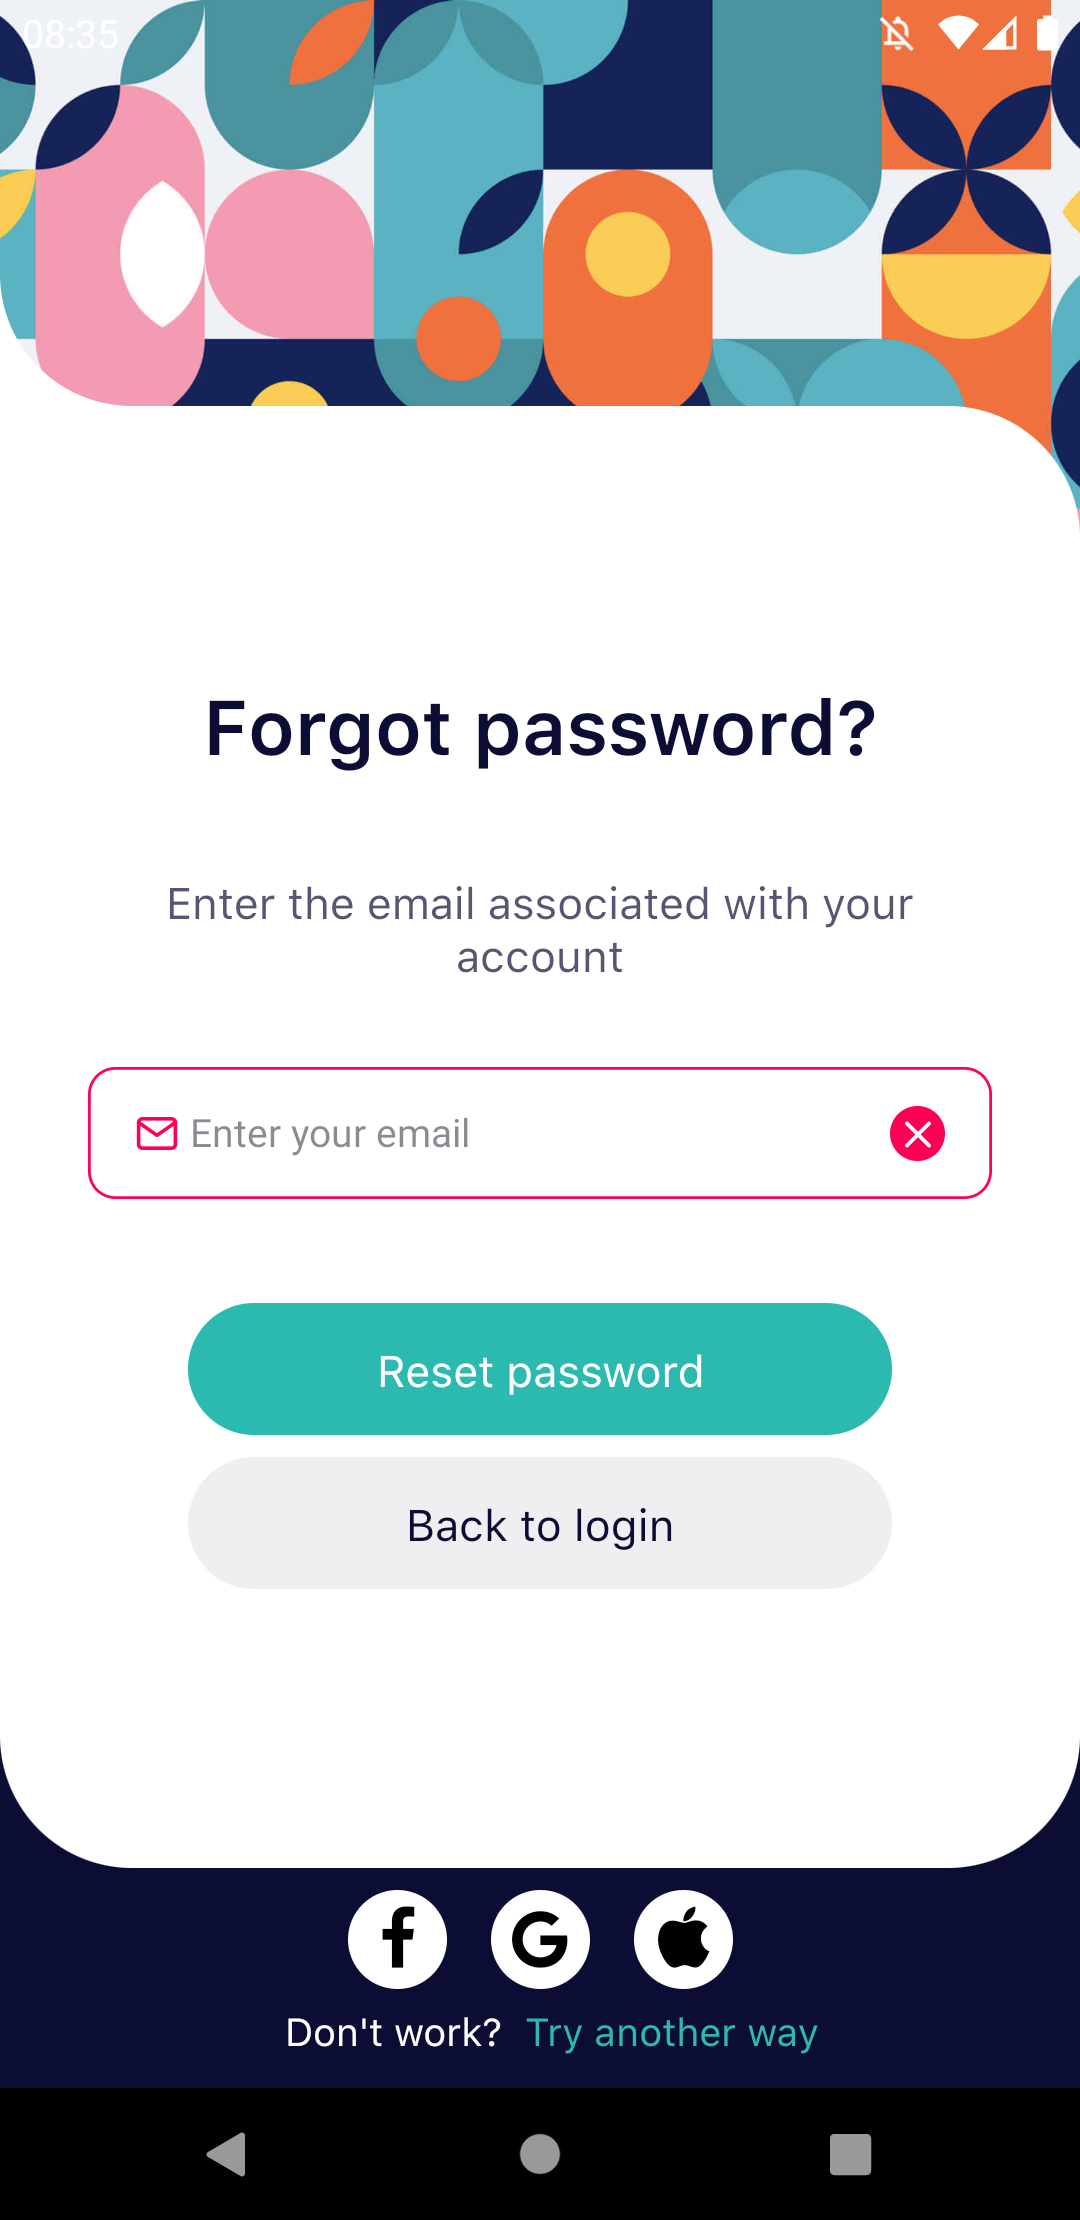 08:35
Forgot password?
Enter the email associated with your
account
Enter your email
Reset password
Back to login
Don't work? Try another way